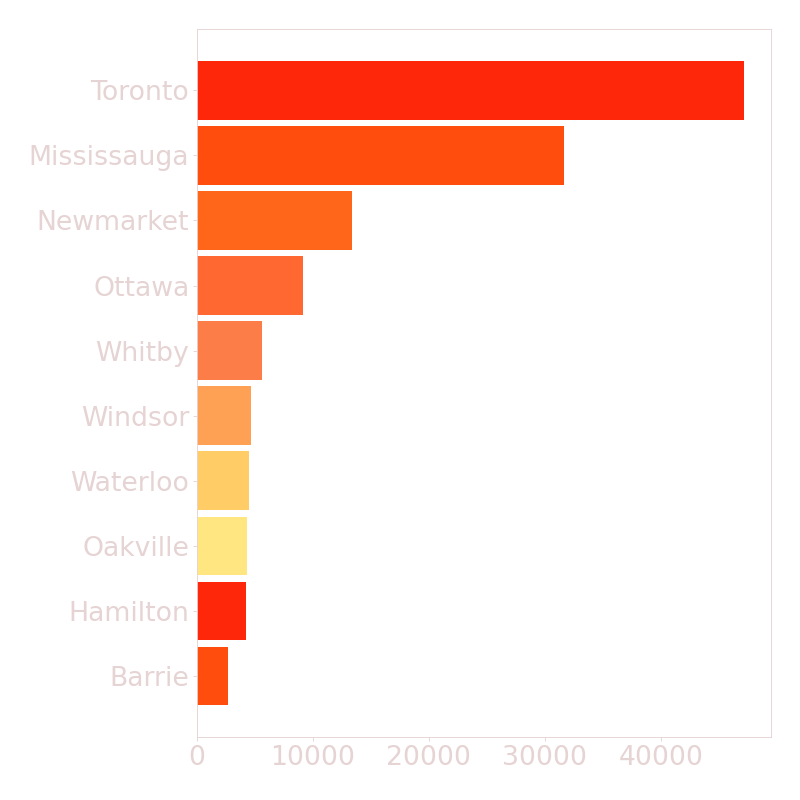 Toronto
Mississauga
Newmarket
Ottawa
Whitby
Windsor
Waterloo
Oakville
Hamilton
Barrie
0 10000 20000 30000 40000